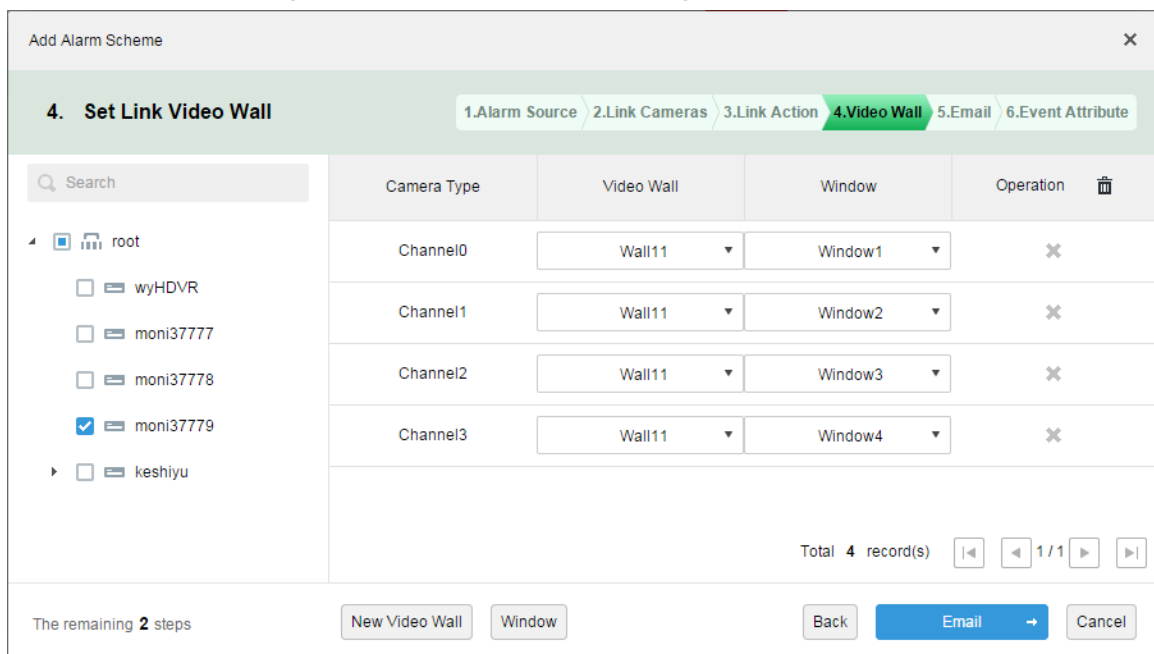 Add Alarm Scheme
4. Set Link Video Wall
1.Alarm Source 2.Link Cameras 3.Link Action 4.Video Wall 5.Email 6.Event Attribute
Search
root
wyHDVR
moni37777
moni37778
moni37779
keshiyu
Camera Type Video Wall Window Operation
Channel0 Wall11 Window1
Channel1 Wall11 Window2
Channel2 Wall11 Window3
Channel3 Wall11 Window4
Total 4 record(s) 1 / 1
The remaining 2 steps
New Video Wall Window Back Email Cancel